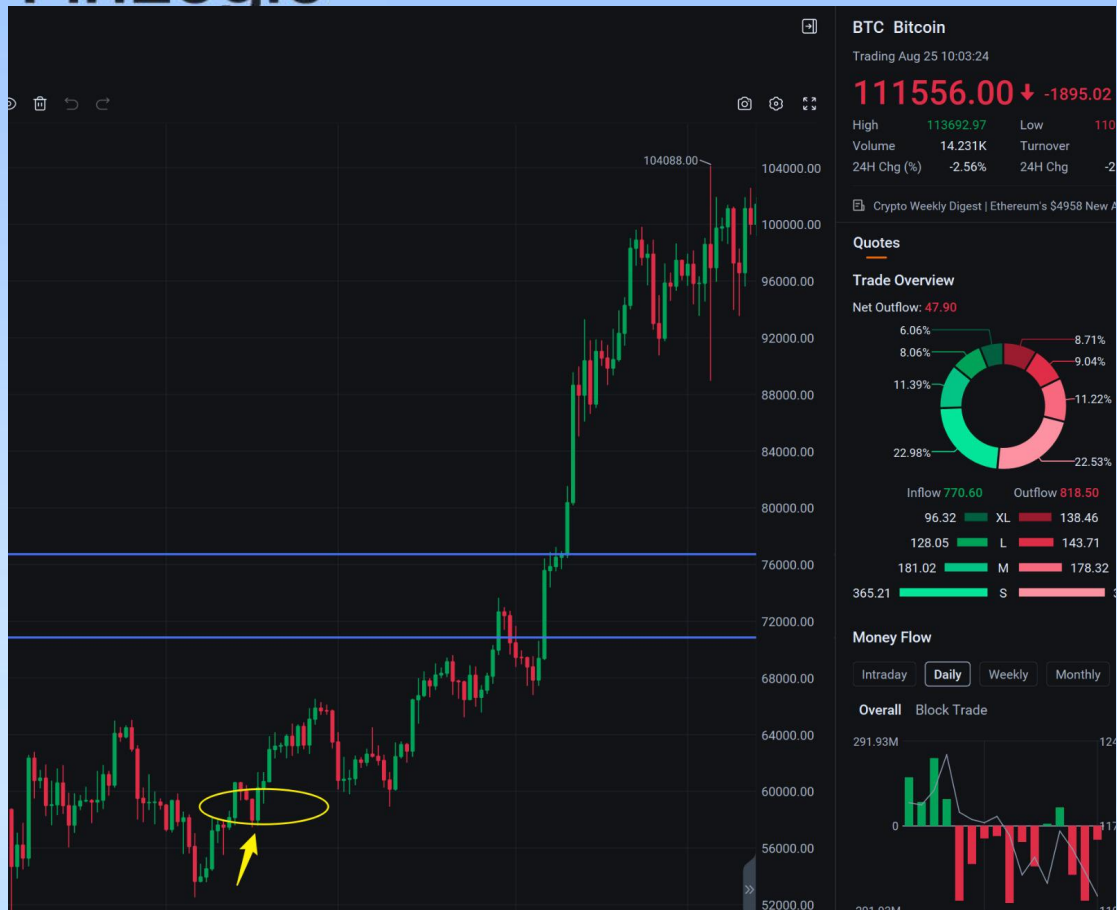 BTC Bitcoin
Trading Aug 25 10:03:24
111556.00 -1895.02
High 113692.97 Low 110
Volume 14.231K Turnover
24H Chg (%) -2.56% 24H Chg -2
Crypto Weekly Digest | Ethereum's $4958 New A
Quotes
Trade Overview
Net Outflow: 47.90
6.06%
8.71%
8.06%
9.04%
11.39%
11.22%
22.98%
22.53%
Inflow 770.60 Outflow 818.50
96.32 XL 138.46
128.05 L 143.71
181.02 M 178.32
365.21 S
Money Flow
Intraday Daily Weekly Monthly
Overall Block Trade
291.93M
0
104088.00
104000.00
100000.00
96000.00
92000.00
88000.00
84000.00
80000.00
76000.00
72000.00
68000.00
64000.00
60000.00
56000.00
52000.00